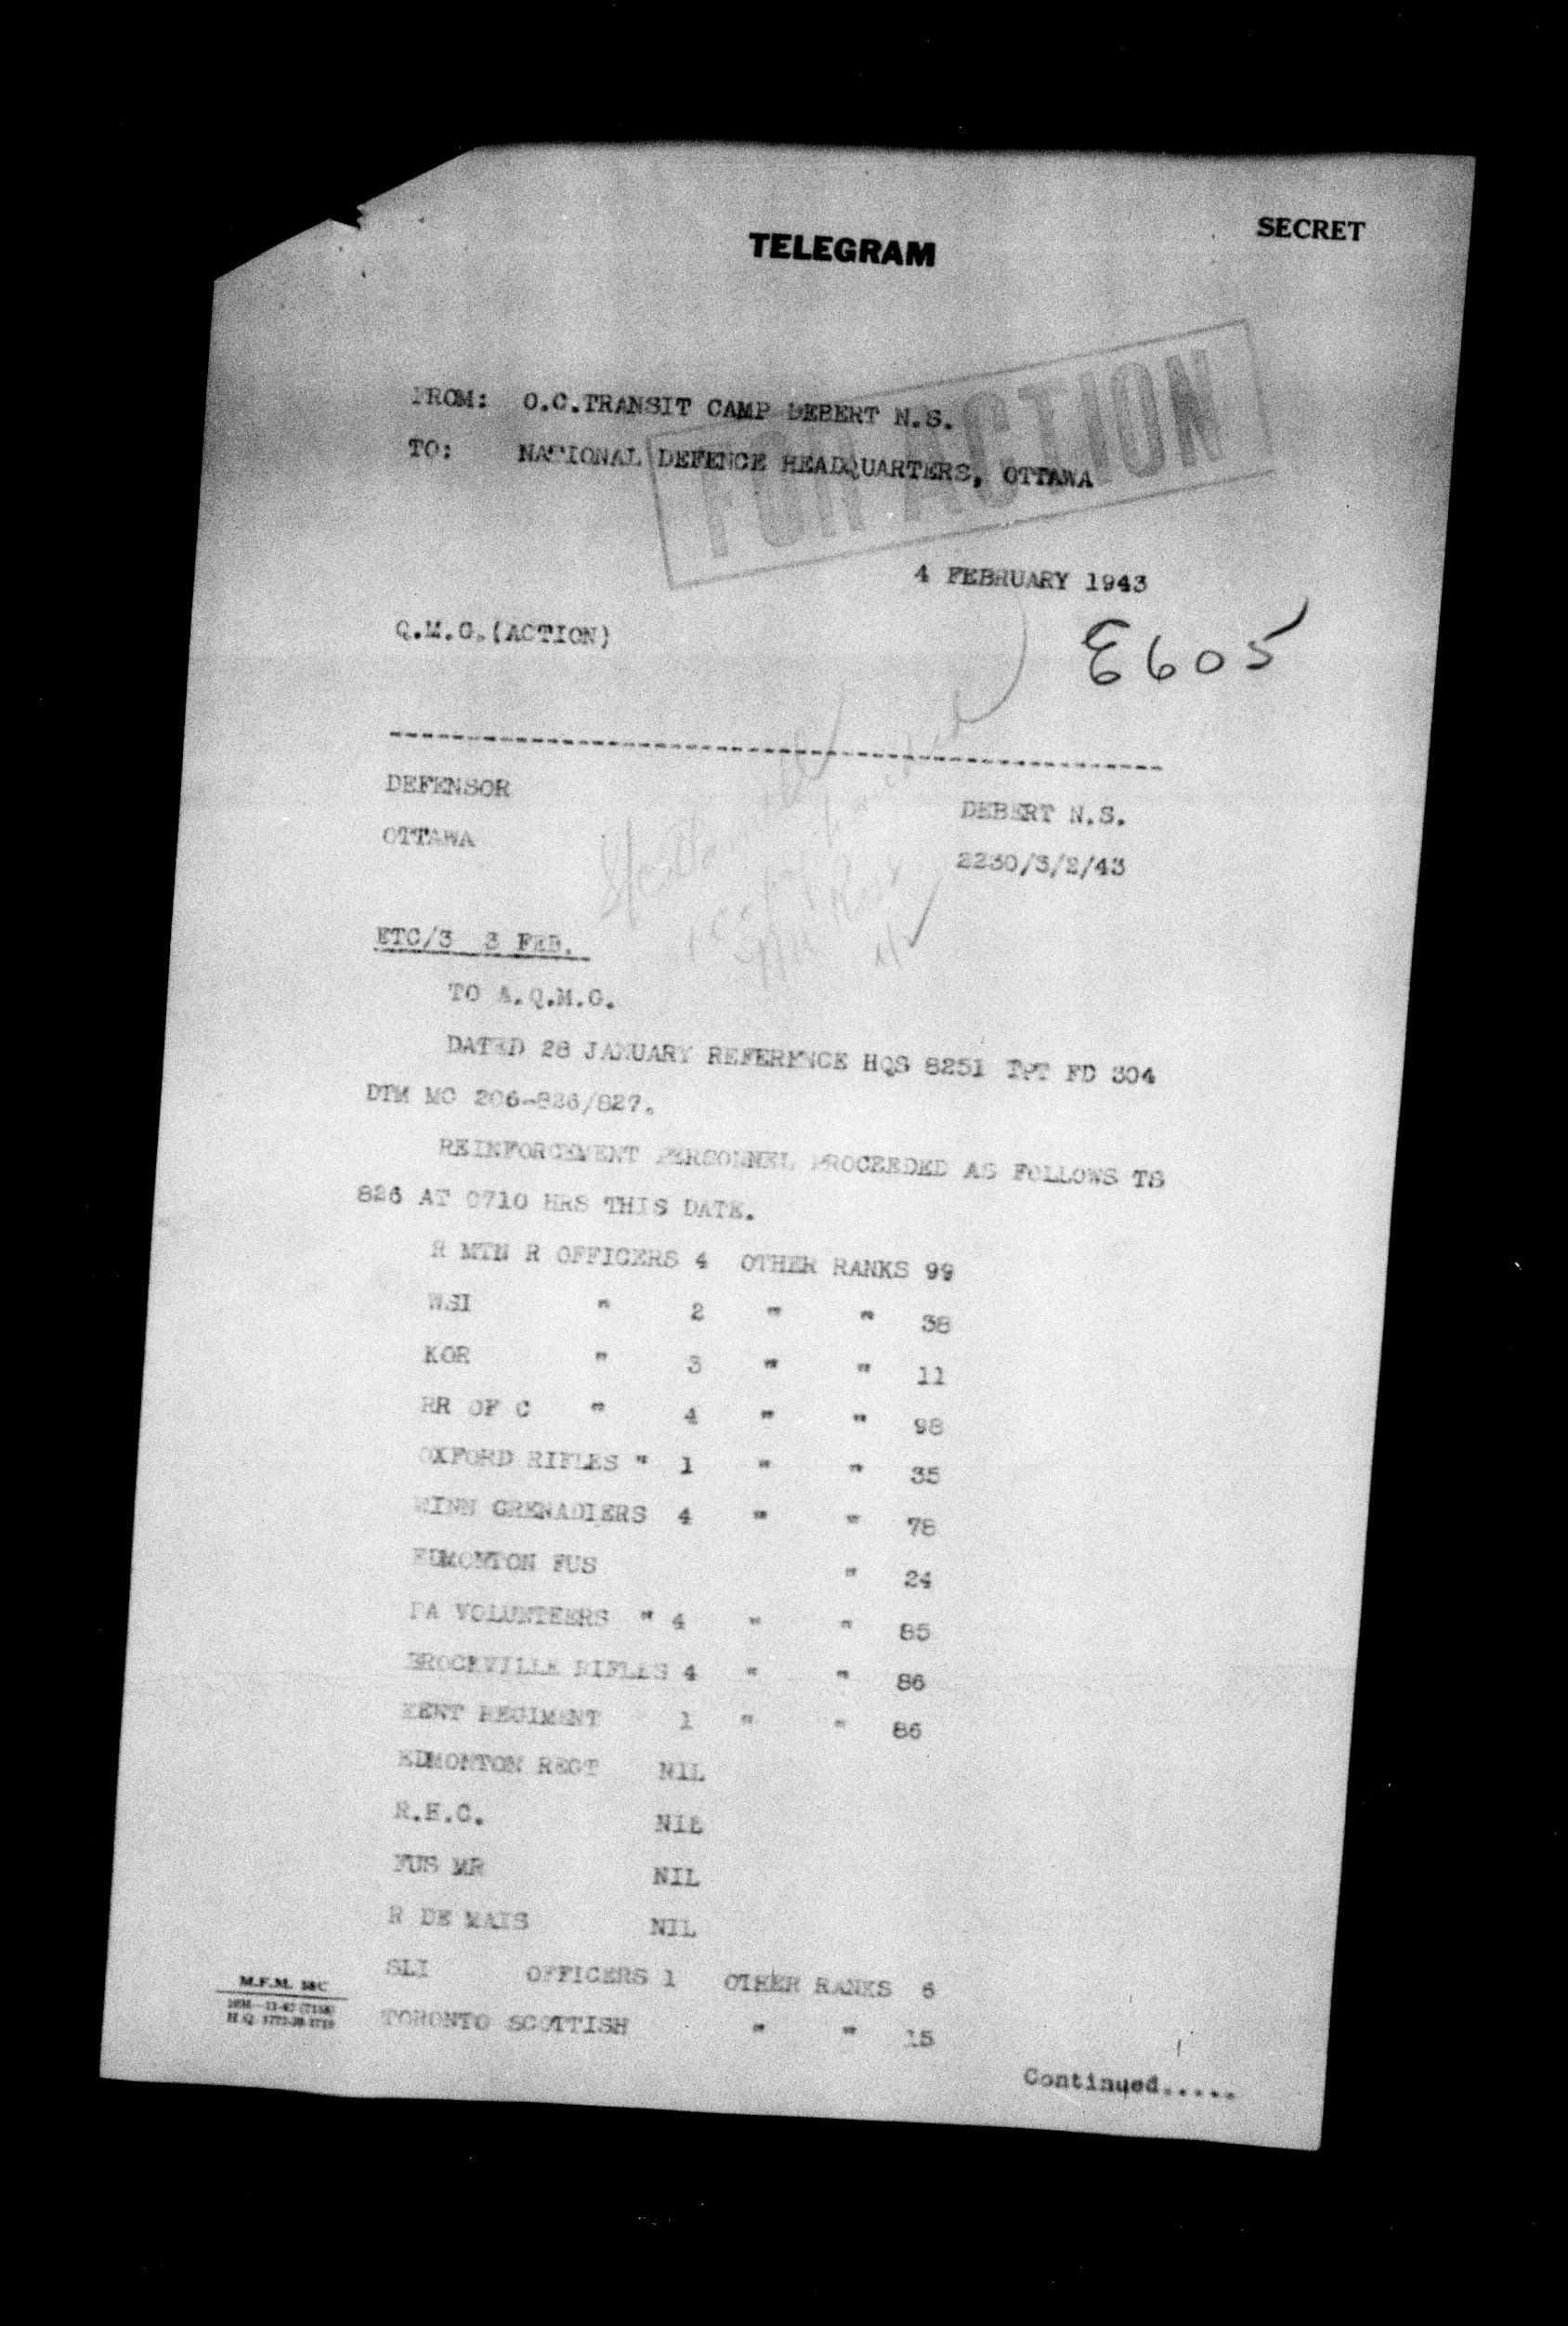 SECRET
TELEGRAM
FOR ACTION
FROM: O.C.TRANSIT CAMP DEBERT N.S.
TO: NATIONAL DEFENCE HEADQUARTERS, OTTAWA
4 FEBRUARY 1943
Q.M.G.(ACTION)
E605
DEFENSOR
DEBERT N.S.
OTTAWA
2230/3/2/43
ETC/3 3 FEB.
TO A.Q.M.G.
DATED 28 JANUARY REFERENCE HQS 8251 TPT FD 304
DTM MC 206-826/827.
REINFORCEMENT PERSONNEL PROCEEDED AS FOLLOWS TS
826 AT 0710 HRS THIS DATE.
R MTN R OFFICERS 4 OTHER RANKS 99
WSI " 2 " " 38
KOR " 3 " " 11
RR OF C " 4 " " 98
OXFORD RIFLES " 1 " " 35
WINN GRENADIERS 4 " " 78
EDMONTON FUS " 24
PA VOLUNTEERS " 4 " " 85
BROCKVILLE RIFLES 4 " " 86
KENT REGIMENT 1 " " 86
EDMONTON REGT NIL
R.H.C. NIL
FUS MR NIL
R DE MAIS NIL
SLI OFFICERS 1 OTHER RANKS 6
TORONTO SCOTTISH " " 15
M.F.M.
Continued.....